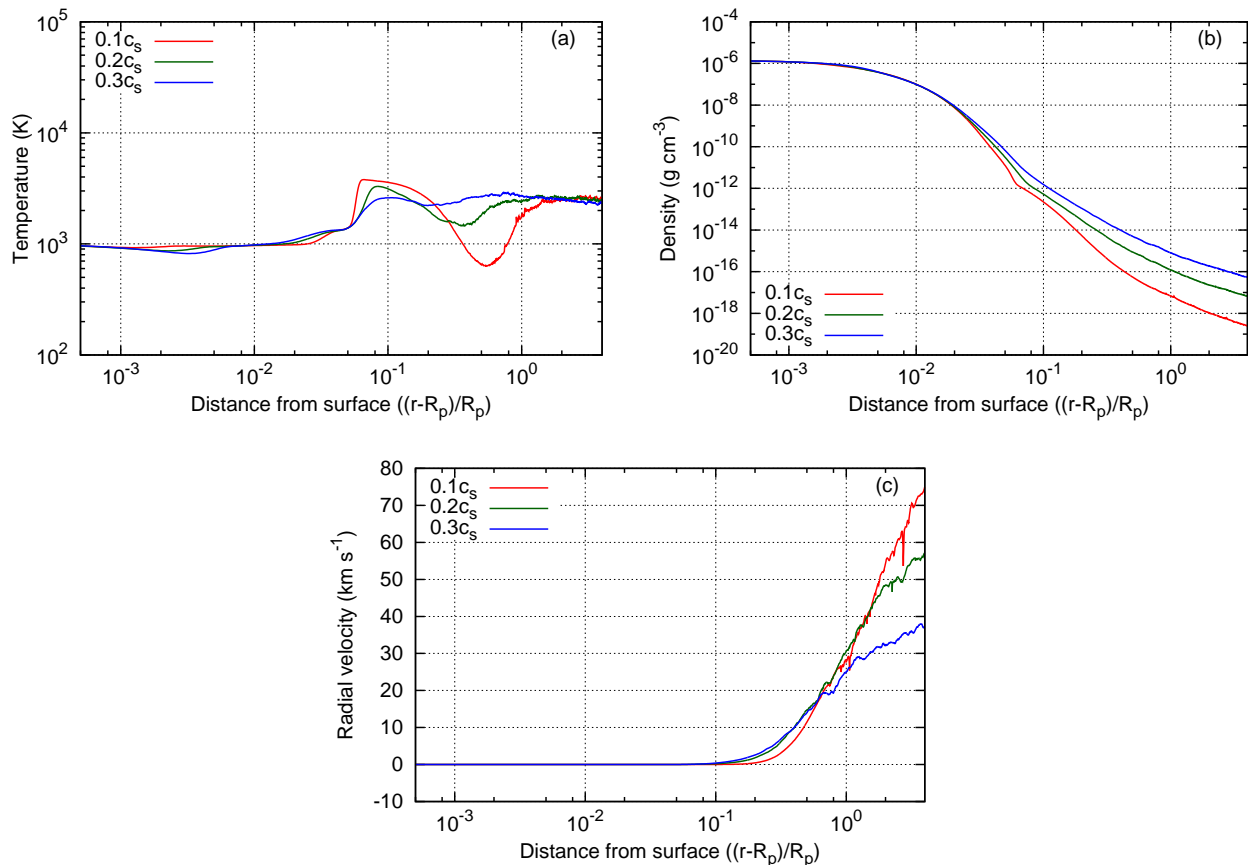 (a)
0.1c_s
0.2c_s
0.3c_s
Temperature (K)
10^5
10^4
10^3
10^2
10^-3
10^-2
10^-1
10^0
Distance from surface ((r-R_p)/R_p)
(b)
Density (g cm^-3)
10^-6
10^-8
10^-10
10^-12
10^-14
10^-16
10^-18
10^-20
0.1c_s
0.2c_s
0.3c_s
10^-3
10^-2
10^-1
10^0
Distance from surface ((r-R_p)/R_p)
(c)
0.1c_s
0.2c_s
0.3c_s
Radial velocity (km s^-1)
80
70
60
50
40
30
20
10
0
-10
10^-3
10^-2
10^-1
10^0
Distance from surface ((r-R_p)/R_p)